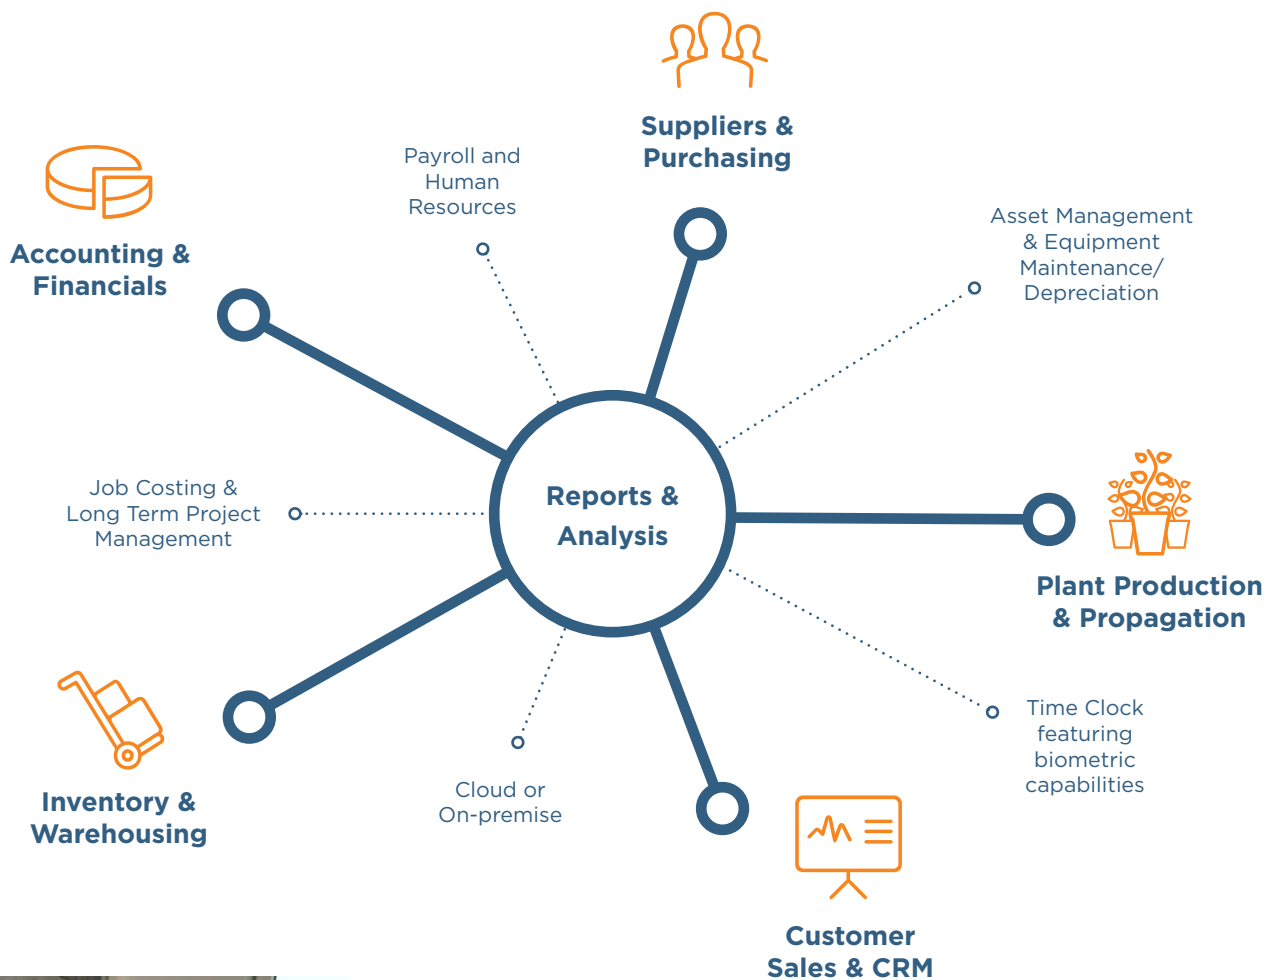 Suppliers &
Purchasing
Payroll and
Human
Resources
Asset Management
& Equipment
Maintenance/
Depreciation
Accounting &
Financials
Reports &
Analysis
Job Costing &
Long Term Project
Management
Plant Production
& Propagation
Time Clock
featuring
biometric
capabilities
Inventory &
Warehousing
Cloud or
On-premise
Customer
Sales & CRM